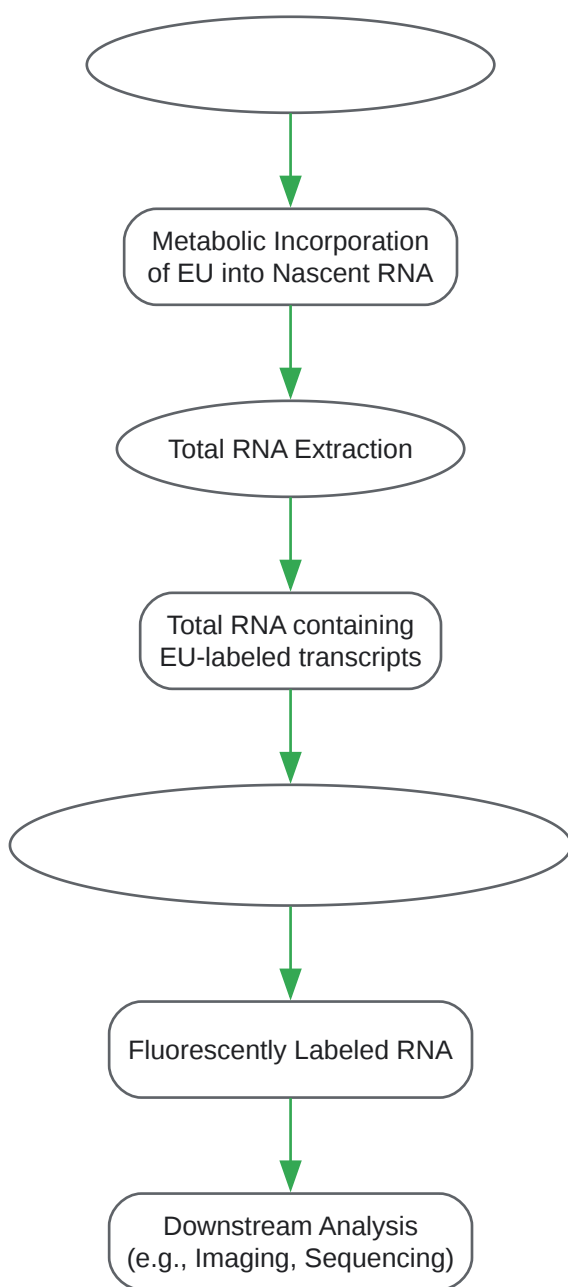 Metabolic Incorporation
of EU into Nascent RNA
Total RNA Extraction
Total RNA containing
EU-labeled transcripts
Fluorescently Labeled RNA
Downstream Analysis
(e.g., Imaging, Sequencing)